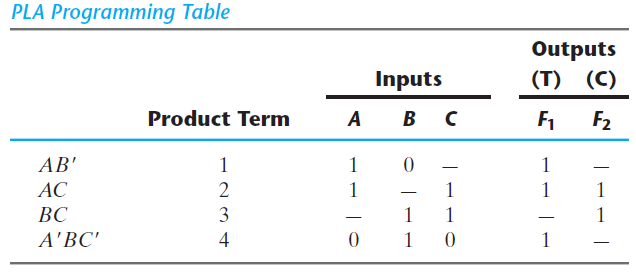 PLA Programming Table
Outputs
Inputs (T) (C)
Product Term A B C F₁ F₂
AB' 1 1 0 – 1 –
AC 2 1 – 1 1 1
BC 3 – 1 1 – 1
A'BC' 4 0 1 0 1 –